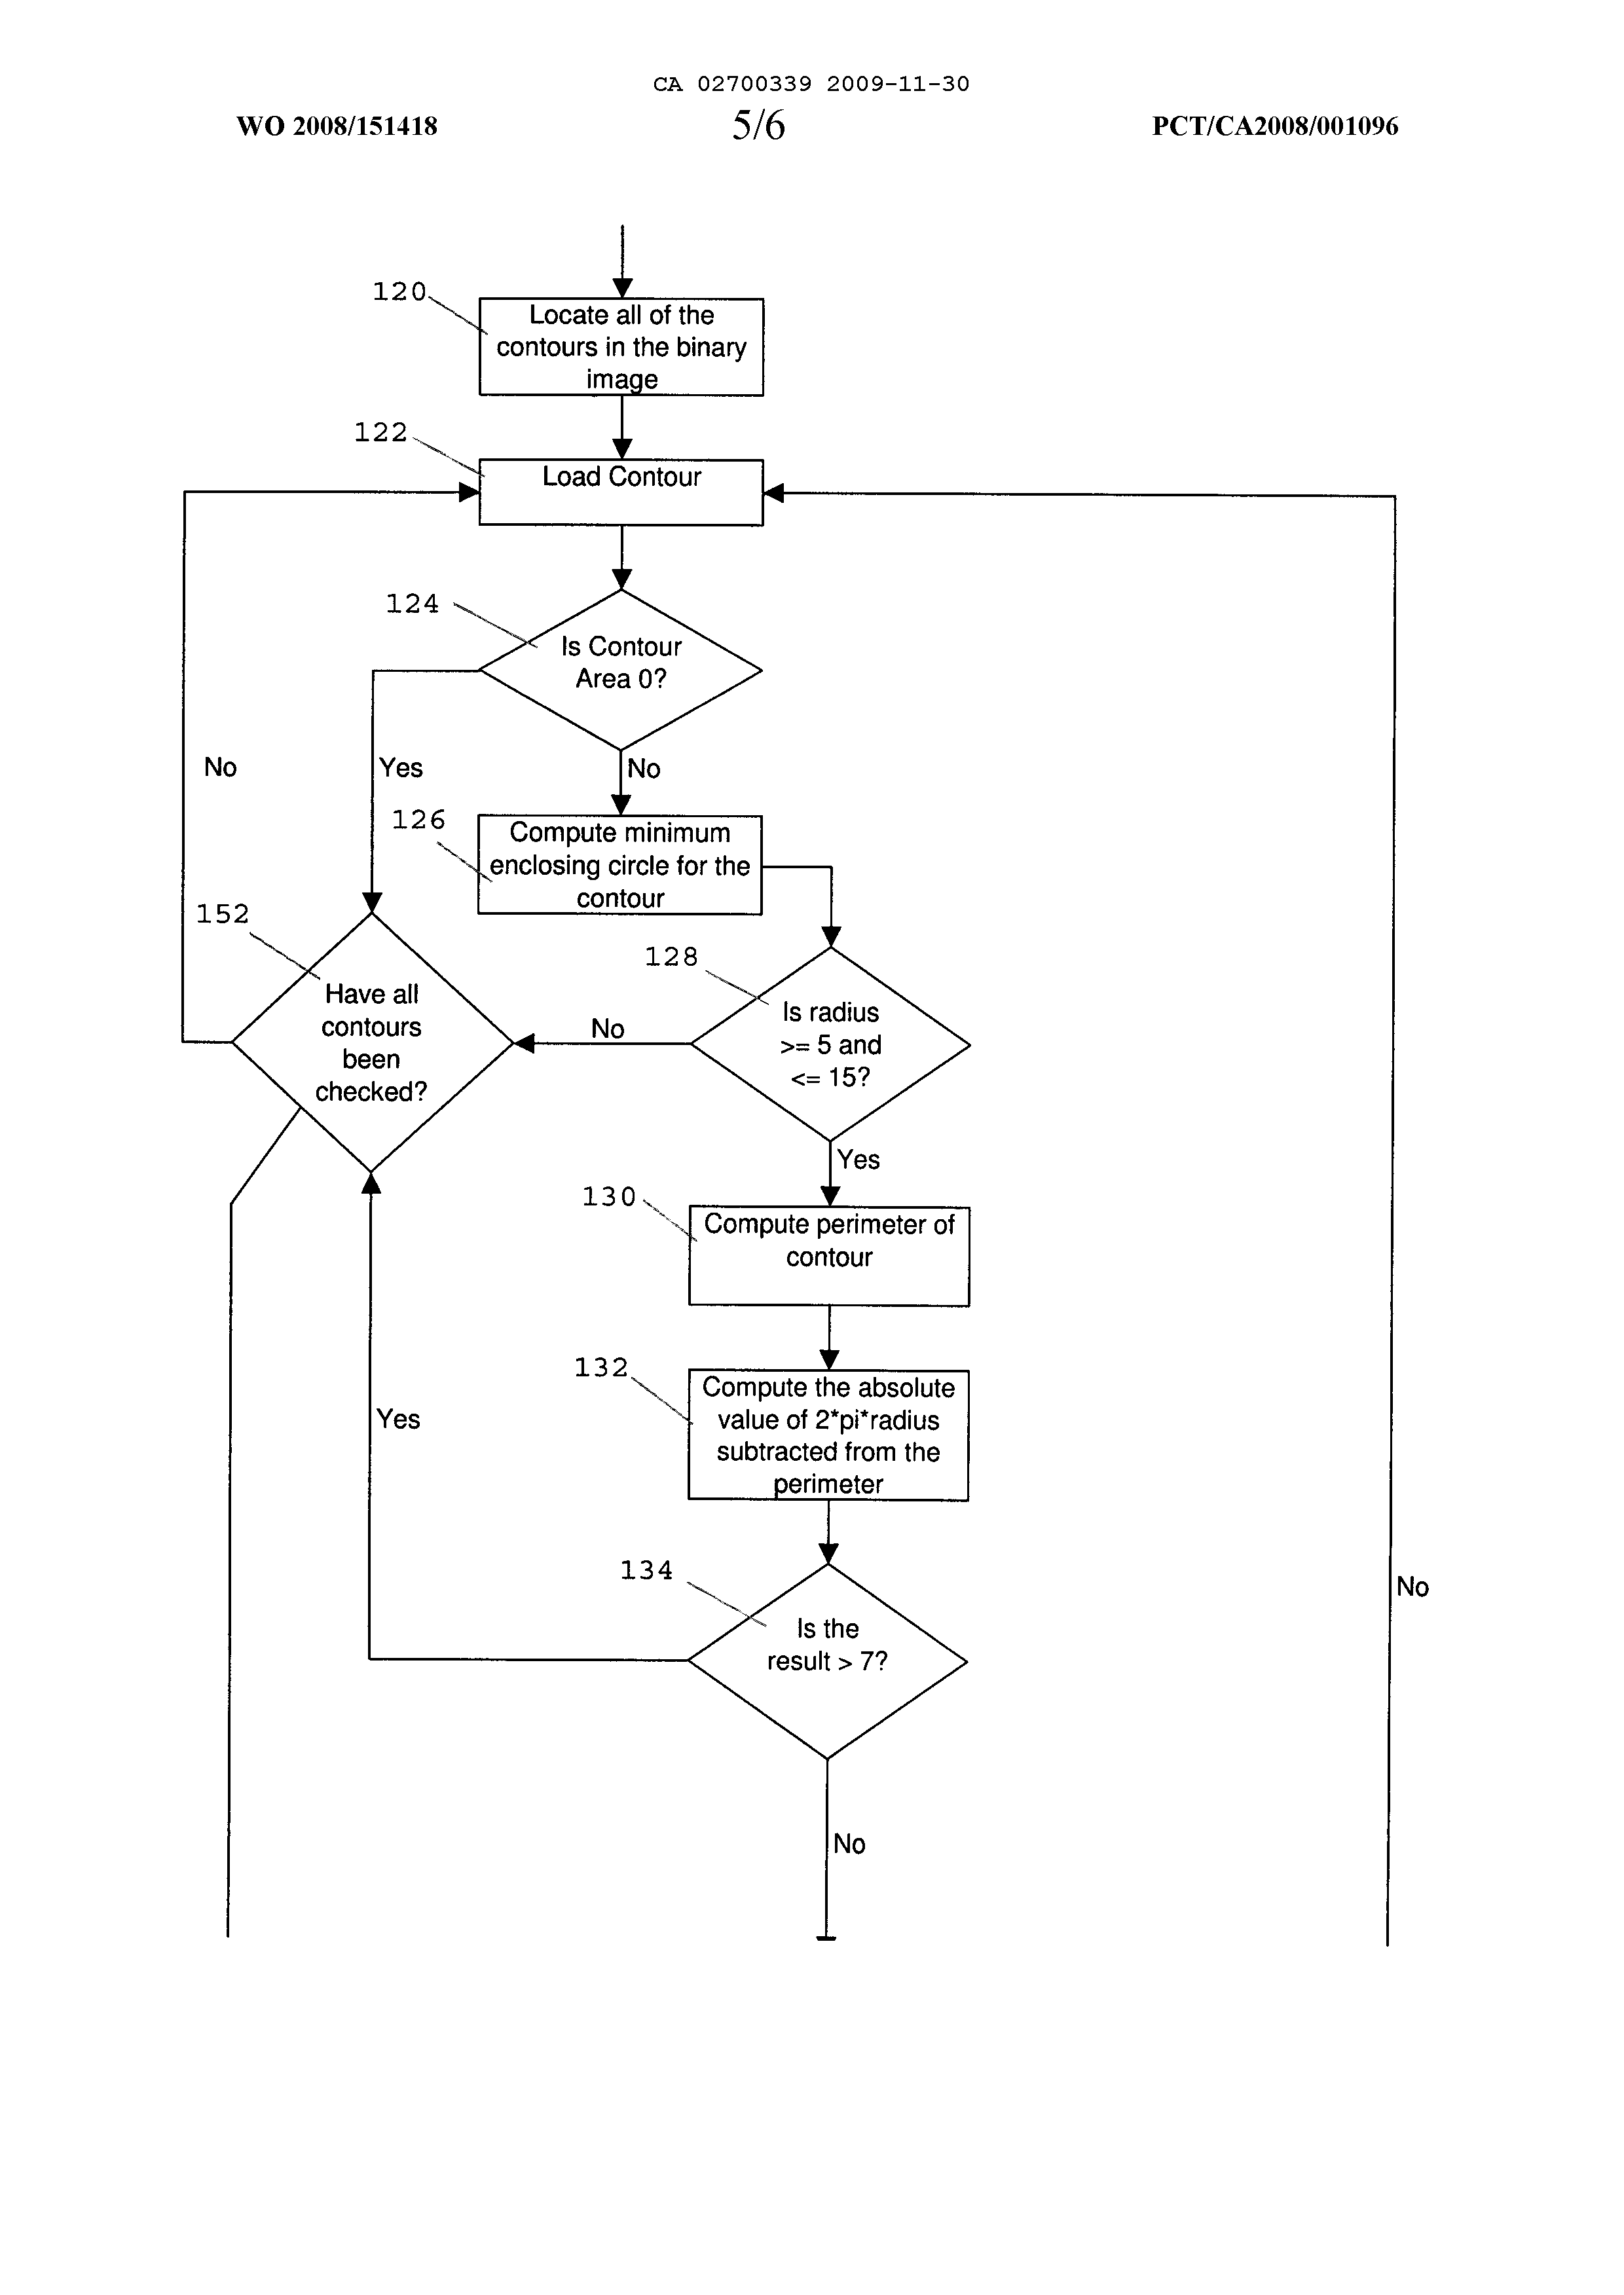 CA 02700339 2009-11-30
WO 2008/151418
5/6
PCT/CA2008/001096
120
Locate all of the
contours in the binary
image
122
Load Contour
124
Is Contour
Area 0?
No
Yes
No
126
Compute minimum
enclosing circle for the
contour
152
Have all
contours
been
checked?
128
Is radius
>= 5 and
<= 15?
No
Yes
130
Compute perimeter of
contour
132
Compute the absolute
value of 2*pi*radius
subtracted from the
perimeter
Yes
134
Is the
result > 7?
No
No